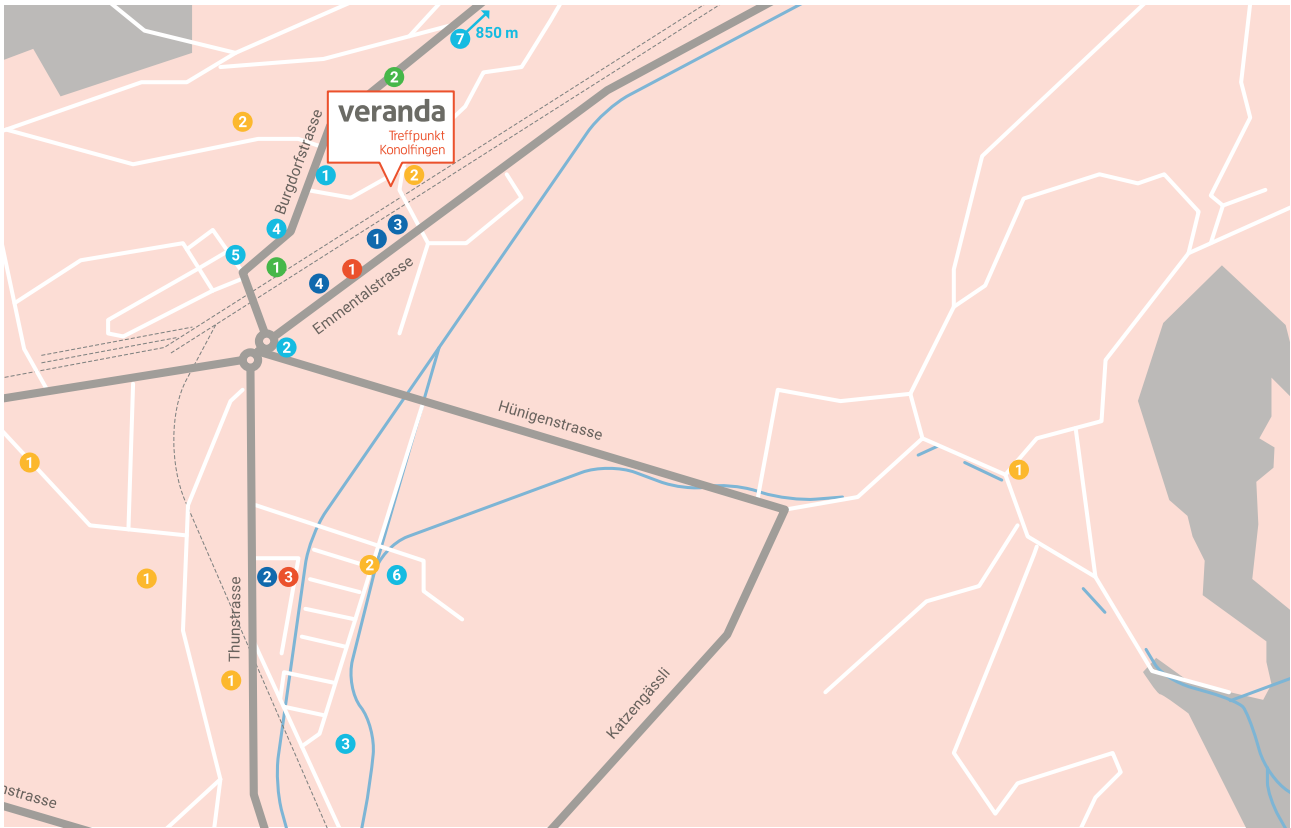 7
850 m
2
veranda
Treffpunkt
Konolfingen
2
Burgdorfstrasse
1
2
4
3
1
5
1
1
4
Emmentalstrasse
2
Hünigenstrasse
1
1
2
6
1
2
3
Thunstrasse
1
Katzengässli
3
nstrasse